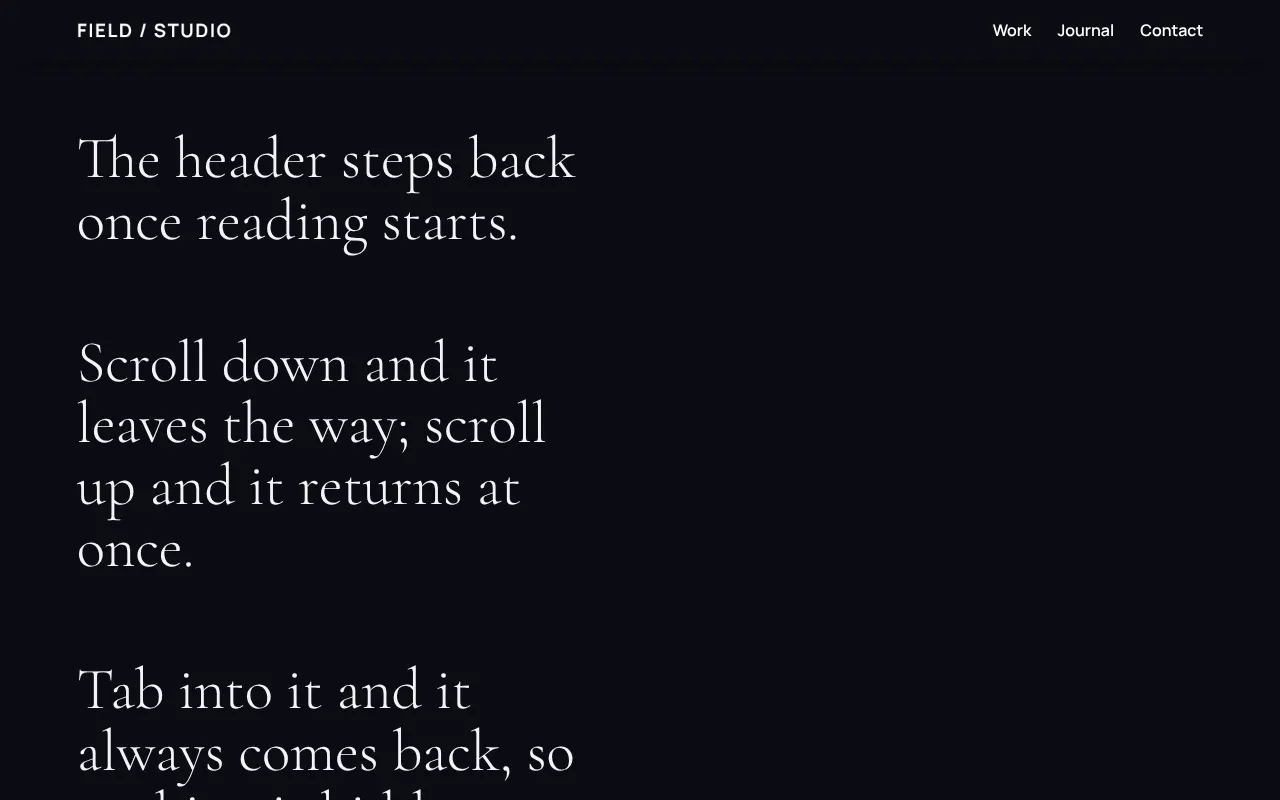 FIELD / STUDIO
Work Journal Contact
The header steps back
once reading starts.
Scroll down and it
leaves the way; scroll
up and it returns at
once.
Tab into it and it
always comes back, so